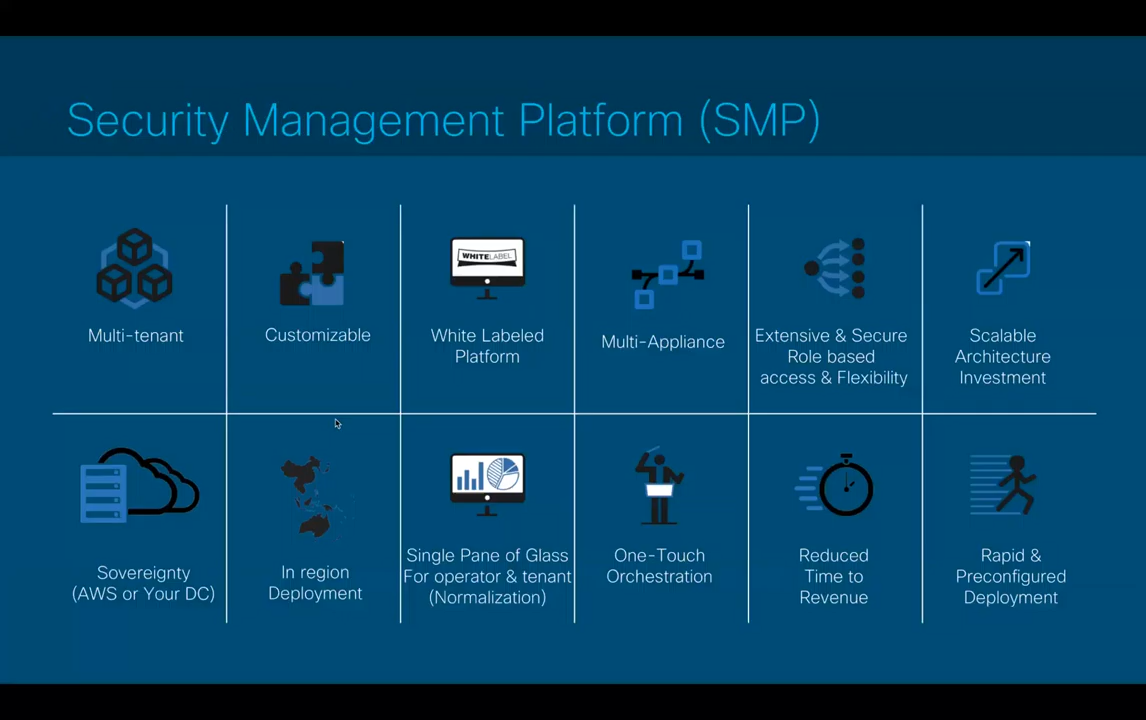 Security Management Platform (SMP)
WHITELABEL
Multi-tenant
Customizable
White Labeled
Platform
Multi-Appliance
Extensive & Secure
Role based
access & Flexibility
Scalable
Architecture
Investment
Sovereignty
(AWS or Your DC)
In region
Deployment
Single Pane of Glass
For operator & tenant
(Normalization)
One-Touch
Orchestration
Reduced
Time to
Revenue
Rapid &
Preconfigured
Deployment